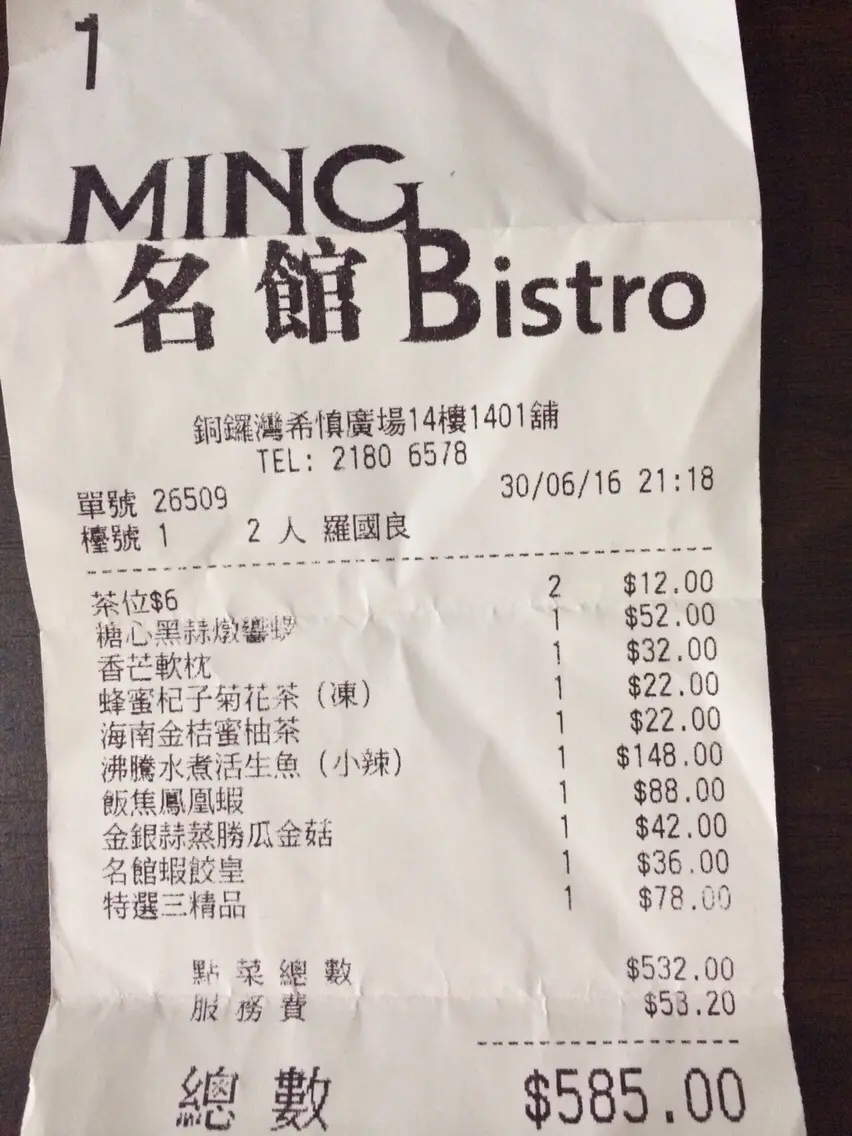 1
MING
名館 Bistro
銅鑼灣希慎廣場14樓1401舖
TEL: 2180 6578
單號 26509 30/06/16 21:18
檯號 1 2 人 羅國良
茶位$6 2 $12.00
糖心黑蒜燉響螺 1 $52.00
香芒軟枕 1 $32.00
蜂蜜杞子菊花茶 (凍) 1 $22.00
海南金桔蜜柚茶 1 $22.00
沸騰水煮活生魚 (小辣) 1 $148.00
飯焦鳳凰蝦 1 $88.00
金銀蒜蒸勝瓜金菇 1 $42.00
名館蝦餃皇 1 $36.00
特選三精品 1 $78.00
點菜總數 $532.00
服務費 $53.20
總數 $585.00